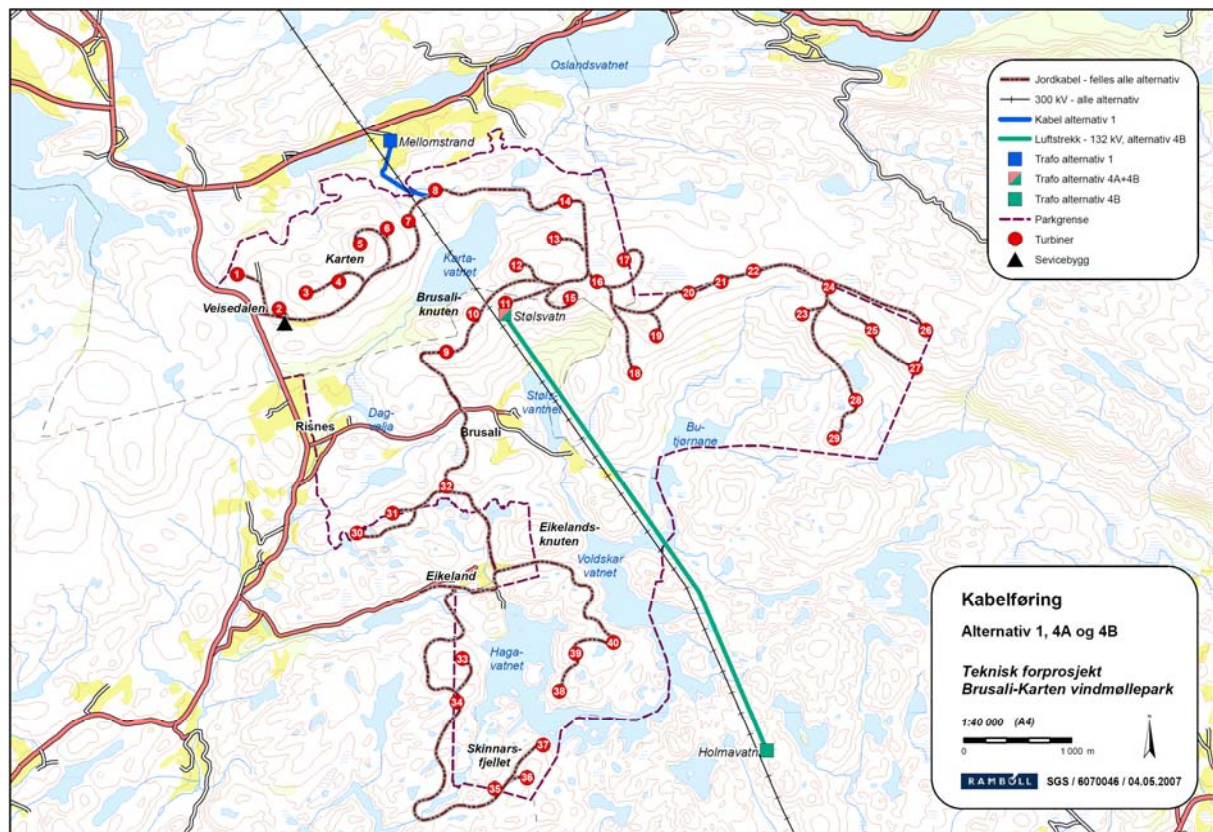 Oslandsvatnet
Mellomstrand
8
14
7
6
5
Karten
13
1
4
3
Karta-
vatnet
12
17
16
22
21
20
24
Veisedalen
2
Brusali-
knuten
11
15
10
Stølsvatn
23
25
26
19
9
18
27
Støls-
vantnet
28
Risnes
Dag-
valja
Brusali
Bu-
tjørnane
29
32
31
30
Eikelands-
knuten
Voldskar
vatnet
Eikeland
40
Haga-
vatnet
39
33
38
34
Skinnars-
fjellet
37
36
35
Holmavatn
Jordkabel - felles alle alternativ
300 kV - alle alternativ
Kabel alternativ 1
Luftstrekk - 132 kV, alternativ 4B
Trafo alternativ 1
Trafo alternativ 4A+4B
Trafo alternativ 4B
Parkgrense
Turbiner
Sevicebygg
Kabelføring
Alternativ 1, 4A og 4B
Teknisk forprosjekt
Brusali-Karten vindmøllepark
1:40 000 (A4)
0 1 000 m
N
RAMBØLL SGS / 6070046 / 04.05.2007